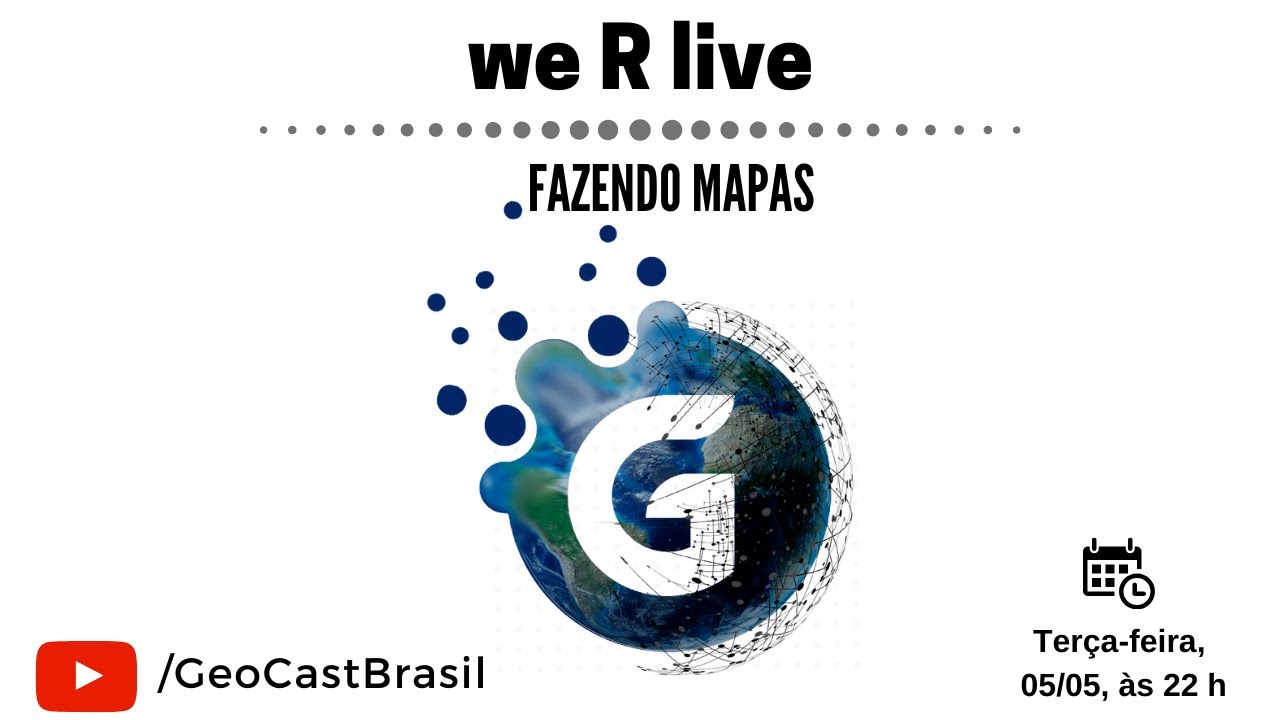 we R live
FAZENDO MAPAS
G
/GeoCastBrasil
Terça-feira,
05/05, às 22 h